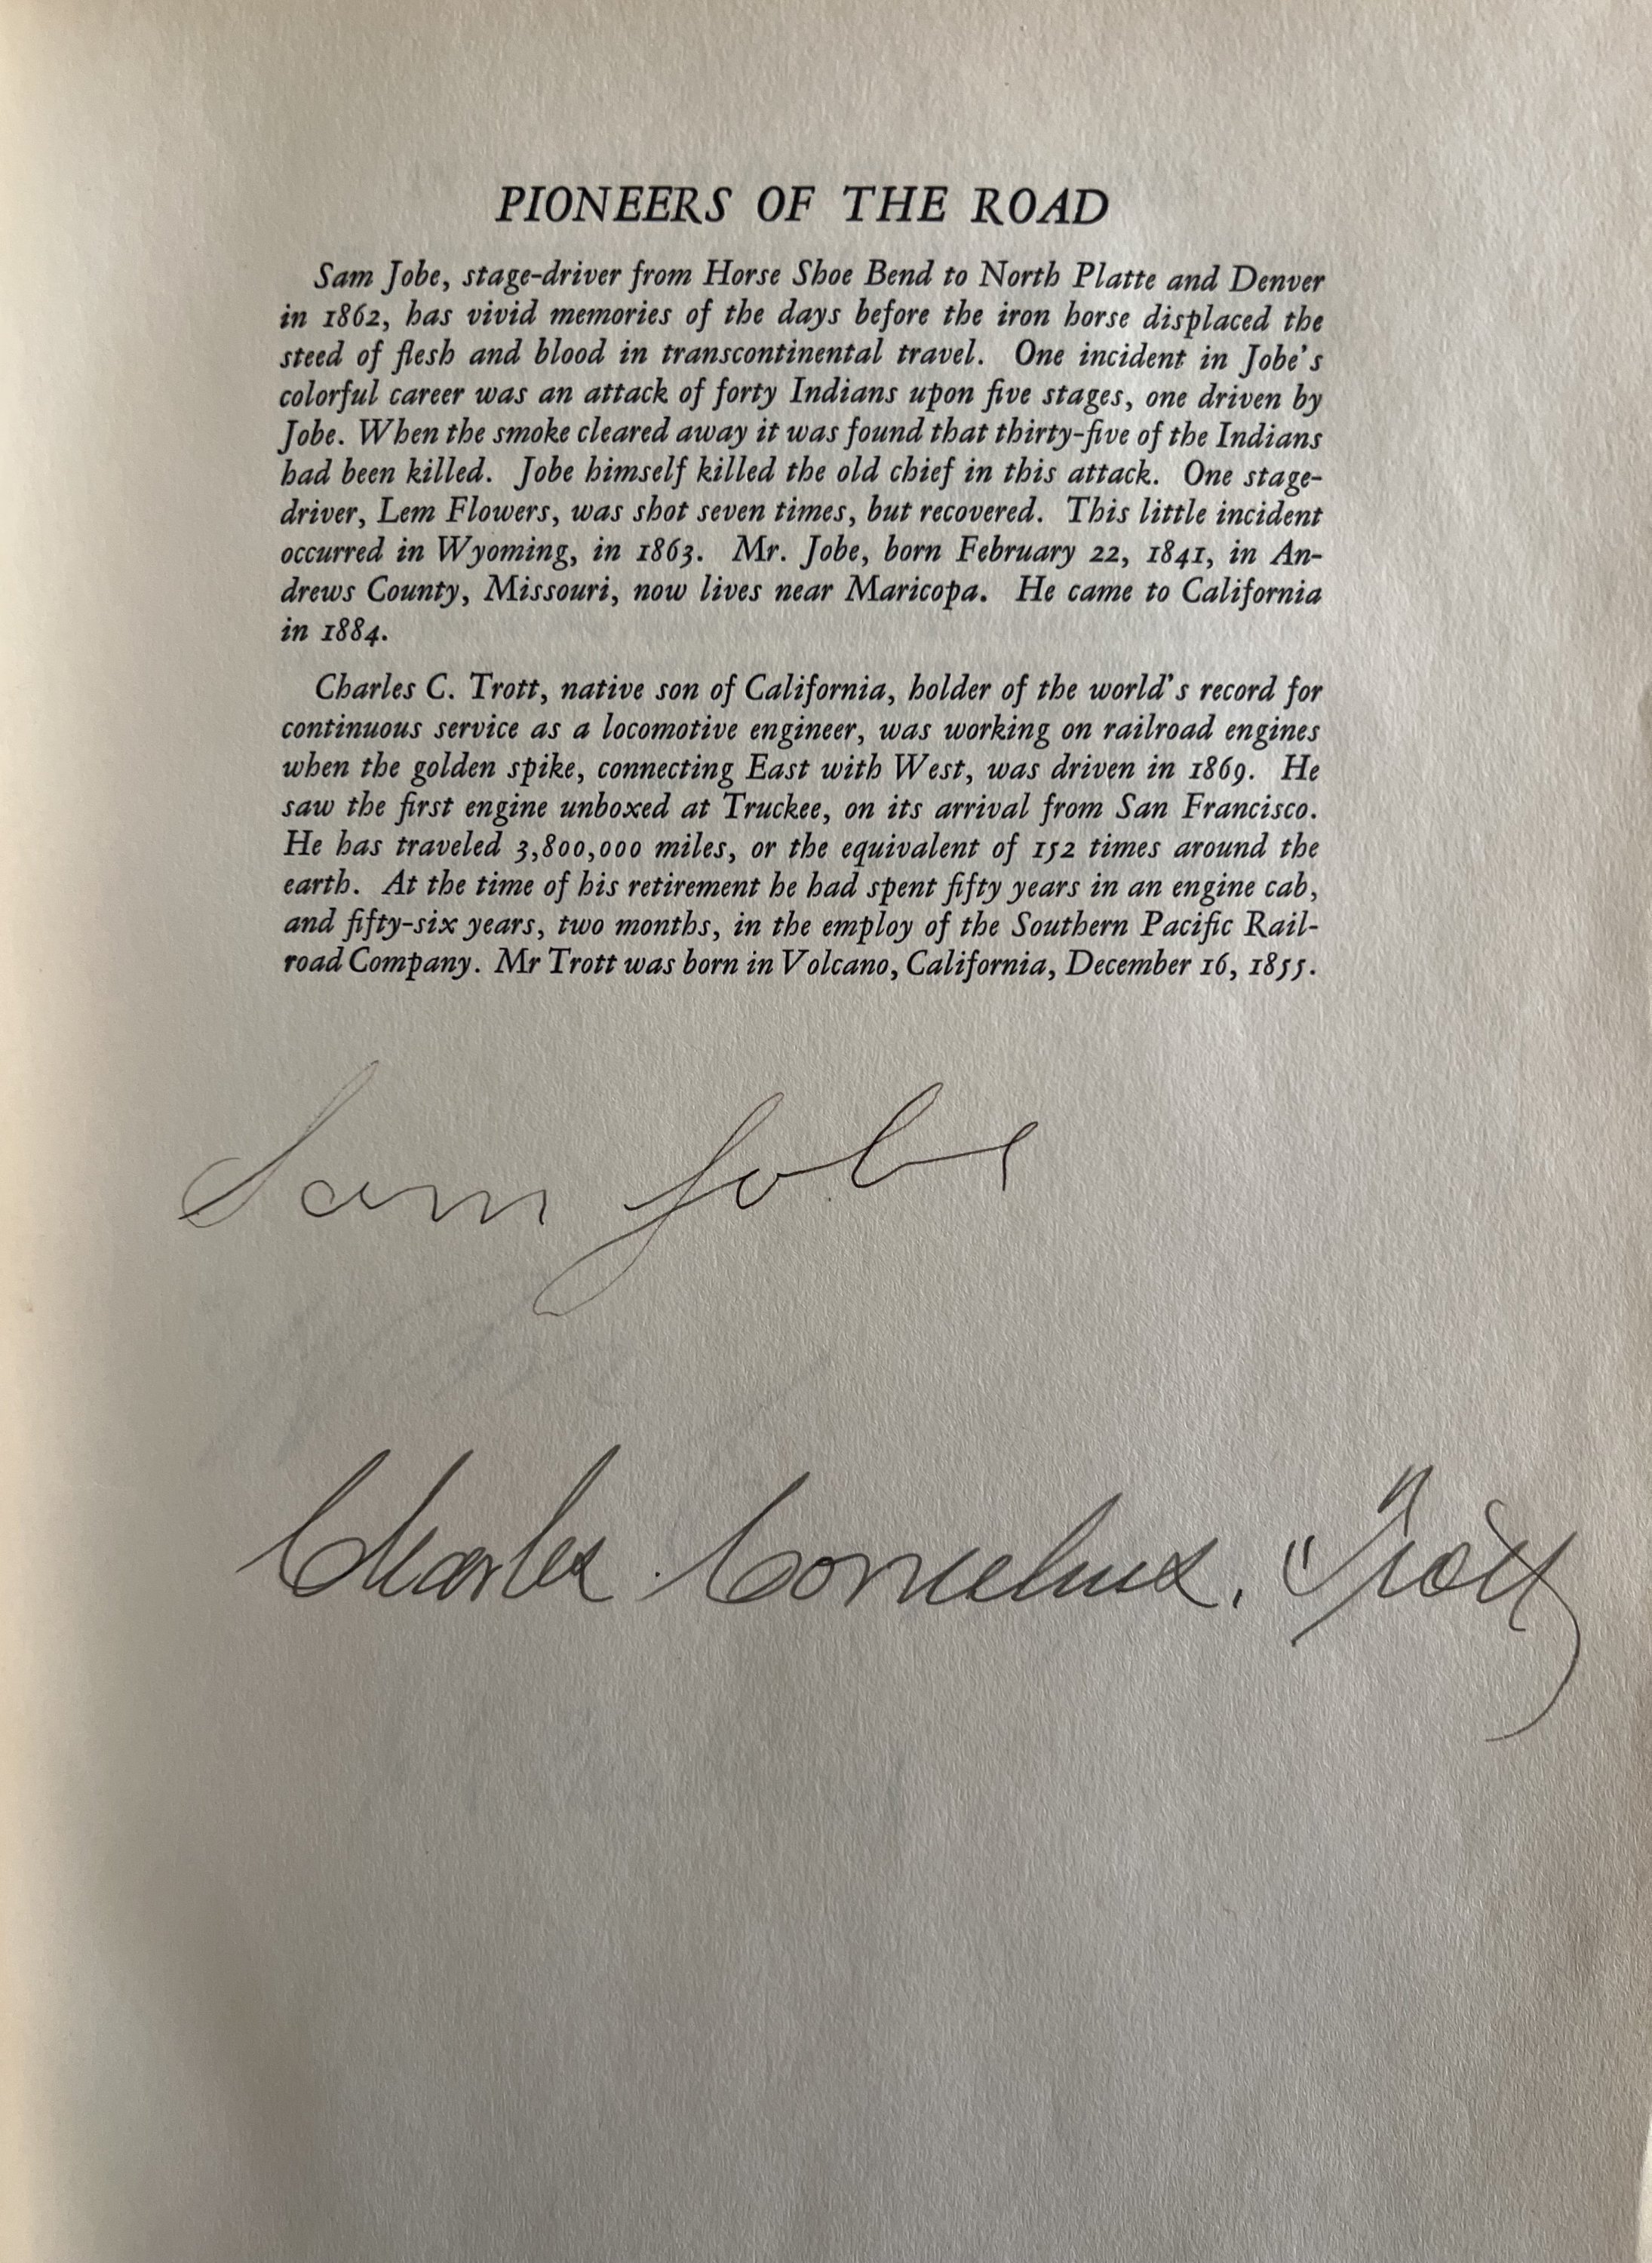 PIONEERS OF THE ROAD
Sam Jobe, stage-driver from Horse Shoe Bend to North Platte and Denver
in 1862, has vivid memories of the days before the iron horse displaced the
steed of flesh and blood in transcontinental travel. One incident in Jobe's
colorful career was an attack of forty Indians upon five stages, one driven by
Jobe. When the smoke cleared away it was found that thirty-five of the Indians
had been killed. Jobe himself killed the old chief in this attack. One stage-
driver, Lem Flowers, was shot seven times, but recovered. This little incident
occurred in Wyoming, in 1863. Mr. Jobe, born February 22, 1841, in An-
drews County, Missouri, now lives near Maricopa. He came to California
in 1884.
Charles C. Trott, native son of California, holder of the world's record for
continuous service as a locomotive engineer, was working on railroad engines
when the golden spike, connecting East with West, was driven in 1869. He
saw the first engine unboxed at Truckee, on its arrival from San Francisco.
He has traveled 3,800,000 miles, or the equivalent of 152 times around the
earth. At the time of his retirement he had spent fifty years in an engine cab,
and fifty-six years, two months, in the employ of the Southern Pacific Rail-
road Company. Mr Trott was born in Volcano, California, December 16, 1855.
Sam Jobe
Charles. Cornelius. Trott